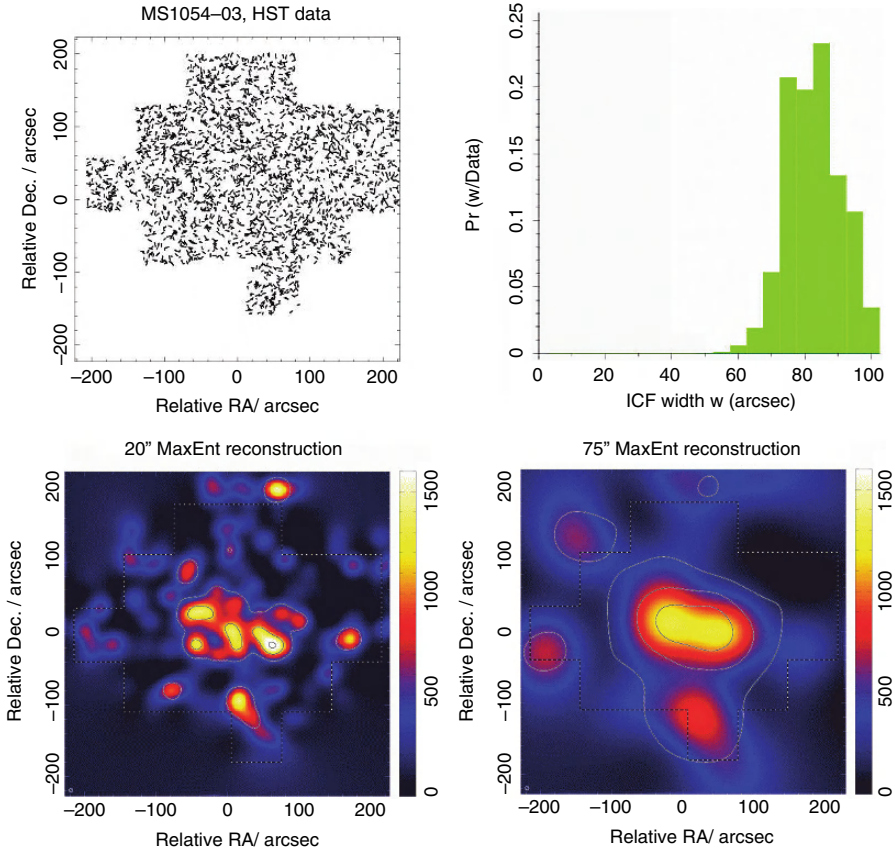 MS1054–03, HST data
Relative Dec. / arcsec
200
100
0
–100
–200
–200 –100 0 100 200
Relative RA/ arcsec
Pr (w/Data)
0.25
0.2
0.15
0.1
0.05
0
0 20 40 60 80 100
ICF width w (arcsec)
20” MaxEnt reconstruction
Relative Dec. / arcsec
200
100
0
–100
–200
–200 –100 0 100 200
Relative RA/ arcsec
1500
1000
500
0
75” MaxEnt reconstruction
Relative Dec. / arcsec
200
100
0
–100
–200
–200 –100 0 100 200
Relative RA/ arcsec
1500
1000
500
0